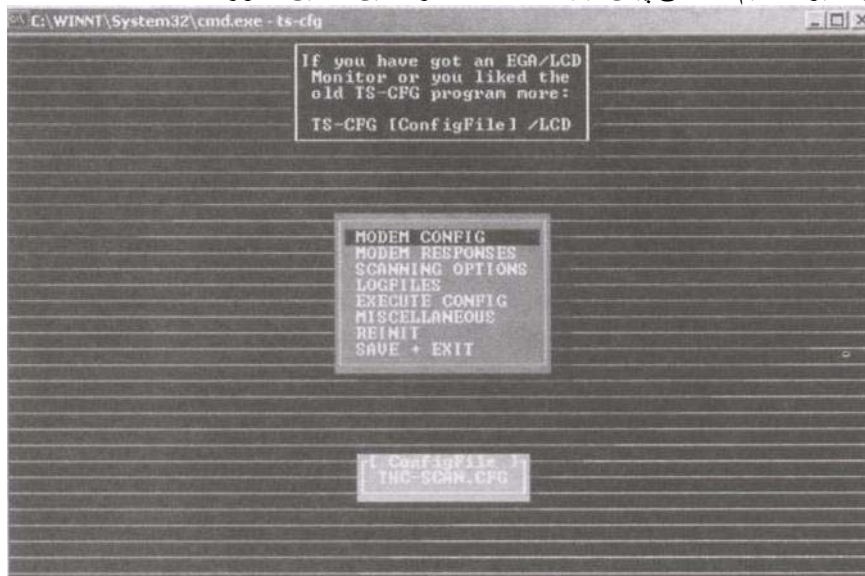 C:\WINNT\System32\cmd.exe - ts-cfg
If you have got an EGA/LCD
Monitor or you liked the
old TS-CFG program more:
TS-CFG [ConfigFile] /LCD
MODEM CONFIG
MODEM RESPONSES
SCANNING OPTIONS
LOGFILES
EXECUTE CONFIG
MISCELLANEOUS
REINIT
SAVE + EXIT
[ ConfigFile ]
THC-SCAN.CFG